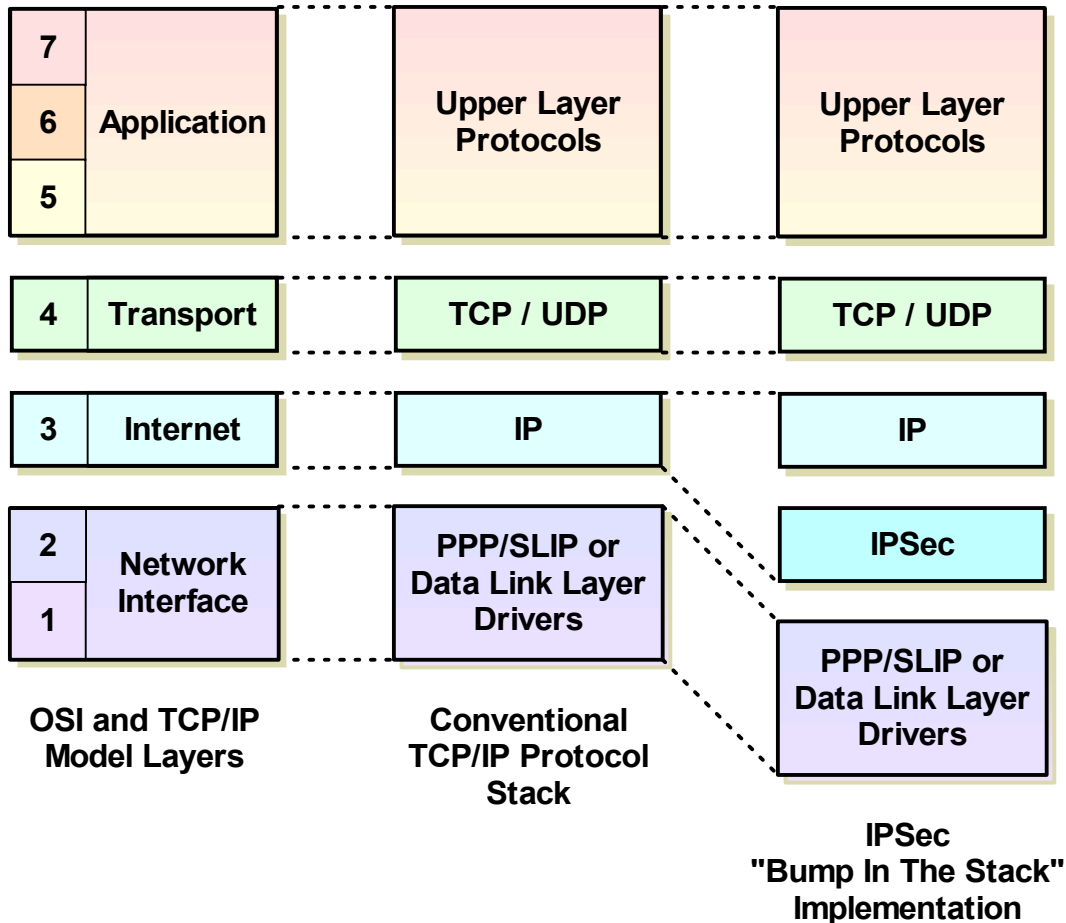 7
6
5
Application
4
Transport
3
Internet
2
1
Network
Interface
OSI and TCP/IP
Model Layers
Upper Layer
Protocols
TCP / UDP
IP
PPP/SLIP or
Data Link Layer
Drivers
Conventional
TCP/IP Protocol
Stack
Upper Layer
Protocols
TCP / UDP
IP
IPSec
PPP/SLIP or
Data Link Layer
Drivers
IPSec
"Bump In The Stack"
Implementation